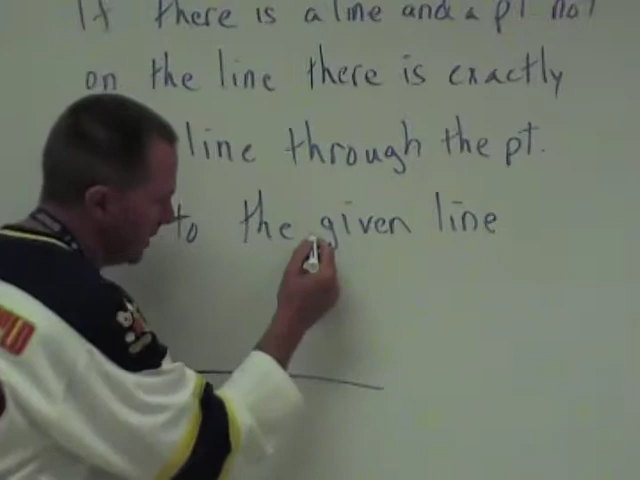 If there is a line and a pt not
on the line there is exactly
line through the pt.
to the given line